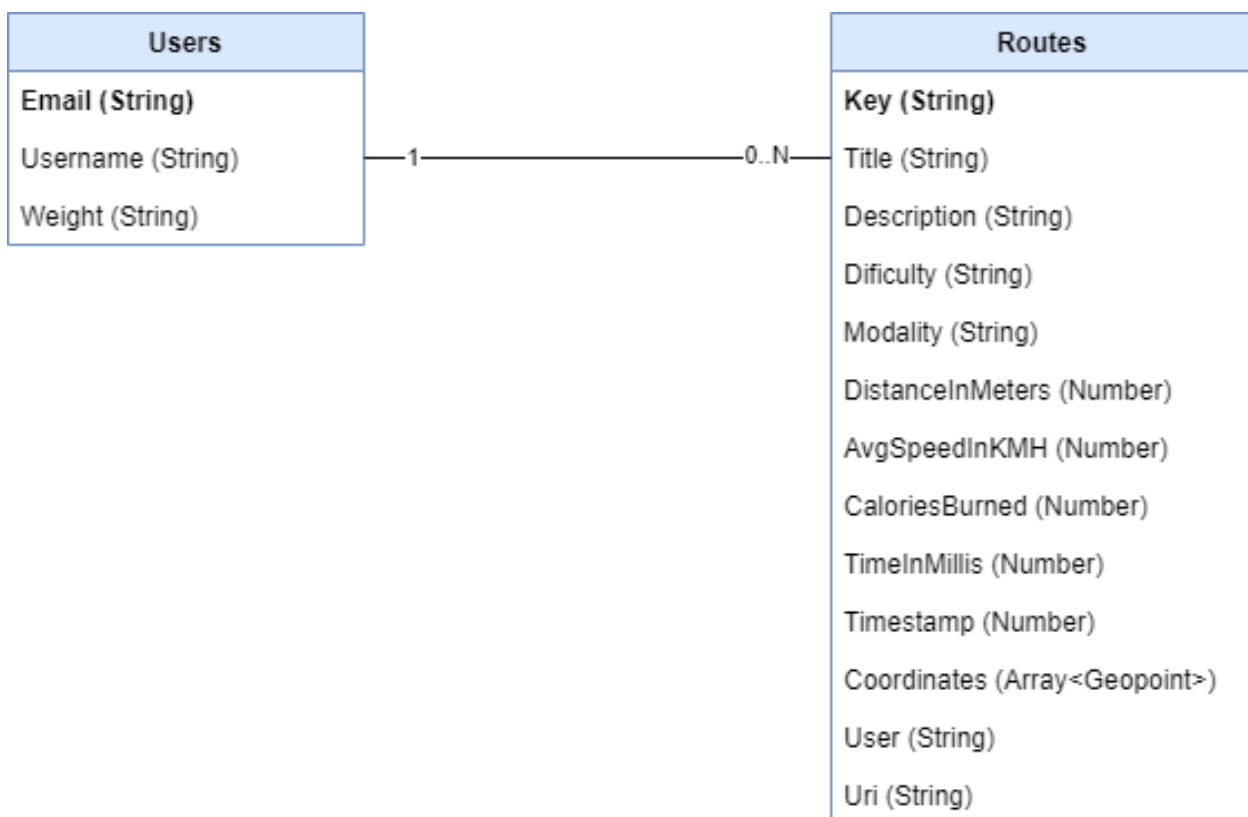 Users
Email (String)
Username (String)
Weight (String)
1
0..N
Routes
Key (String)
Title (String)
Description (String)
Dificulty (String)
Modality (String)
DistanceInMeters (Number)
AvgSpeedInKMH (Number)
CaloriesBurned (Number)
TimeInMillis (Number)
Timestamp (Number)
Coordinates (Array<Geopoint>)
User (String)
Uri (String)